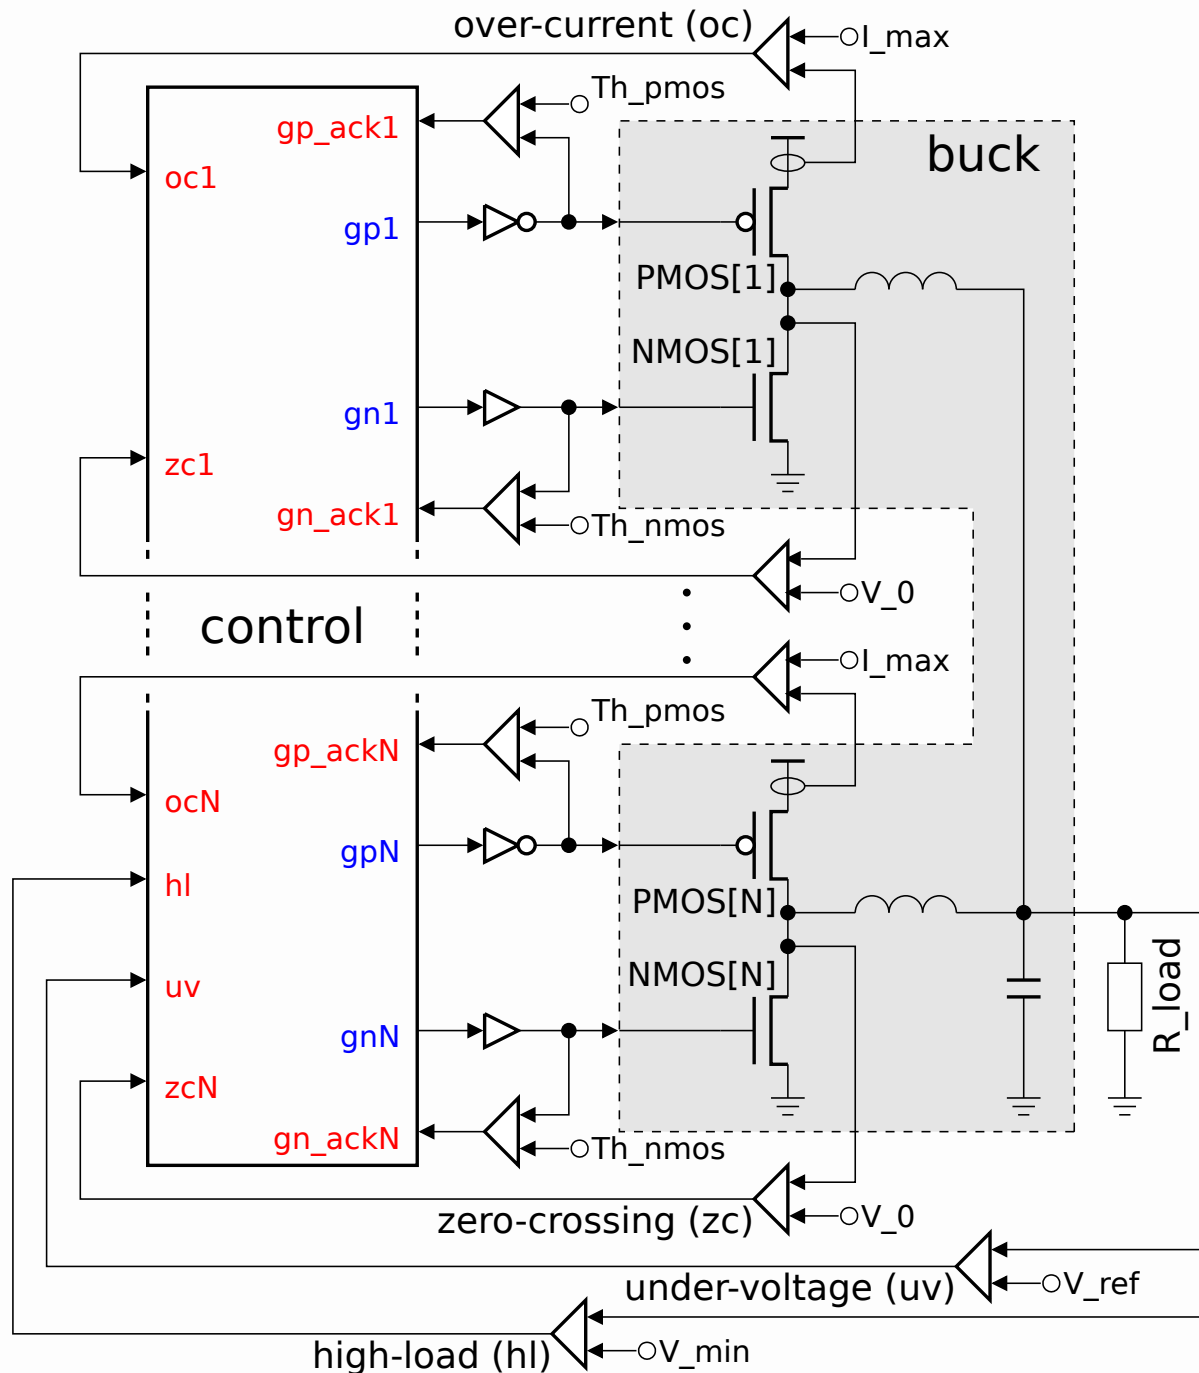 over-current (oc)
I_max
Th_pmos
gp_ack1
buck
oc1
gp1
PMOS[1]
NMOS[1]
gn1
zc1
gn_ack1
Th_nmos
V_0
control
I_max
Th_pmos
gp_ackN
ocN
gpN
hl
PMOS[N]
NMOS[N]
R_load
uv
gnN
zcN
gn_ackN
Th_nmos
zero-crossing (zc)
V_0
under-voltage (uv)
V_ref
high-load (hl)
V_min